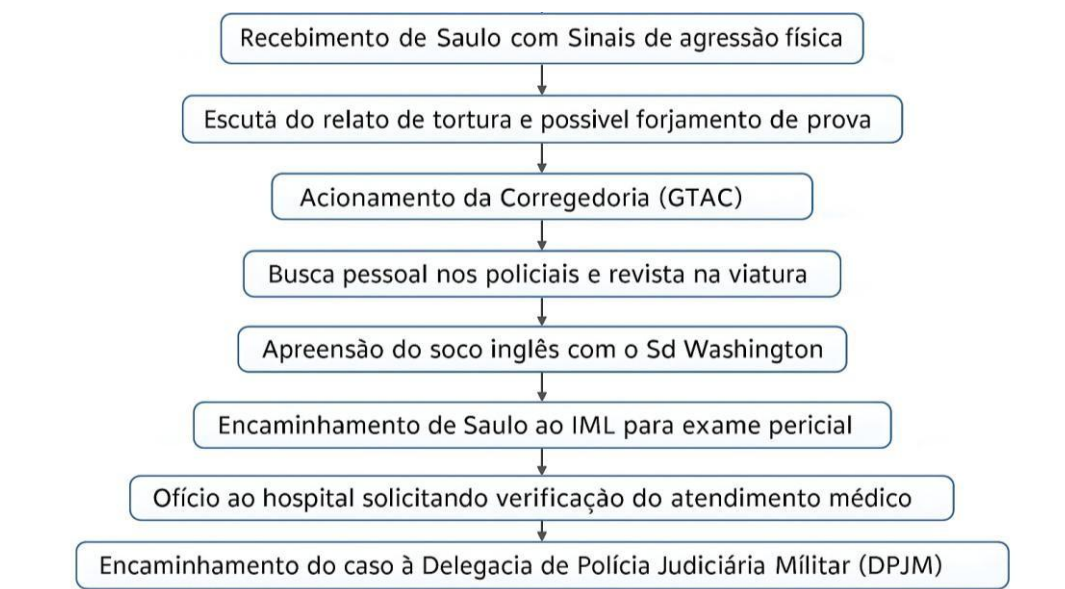 Recebimento de Saulo com Sinais de agressão física
Escuta do relato de tortura e possivel forjamento de prova
Acionamento da Corregedoria (GTAC)
Busca pessoal nos policiais e revista na viatura
Apreensào do soco inglês com o Sd Washington
Encaminhamento de Saulo ao IML para exame pericial
Ofício ao hospital solicitando verificaçào do atendimento médico
Encaminhamento do caso à Delegacia de Polícia Judiciária Mílitar (DPJM)